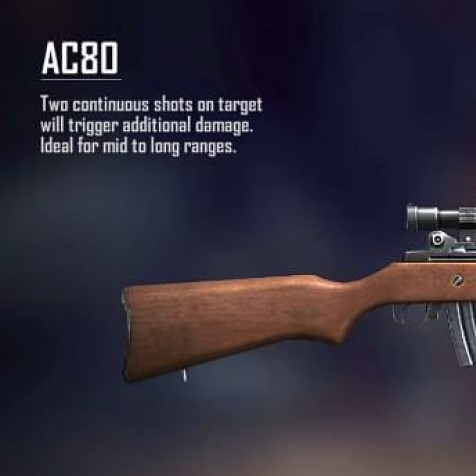 AC80
Two continuous shots on target
will trigger additional damage.
Ideal for mid to long ranges.